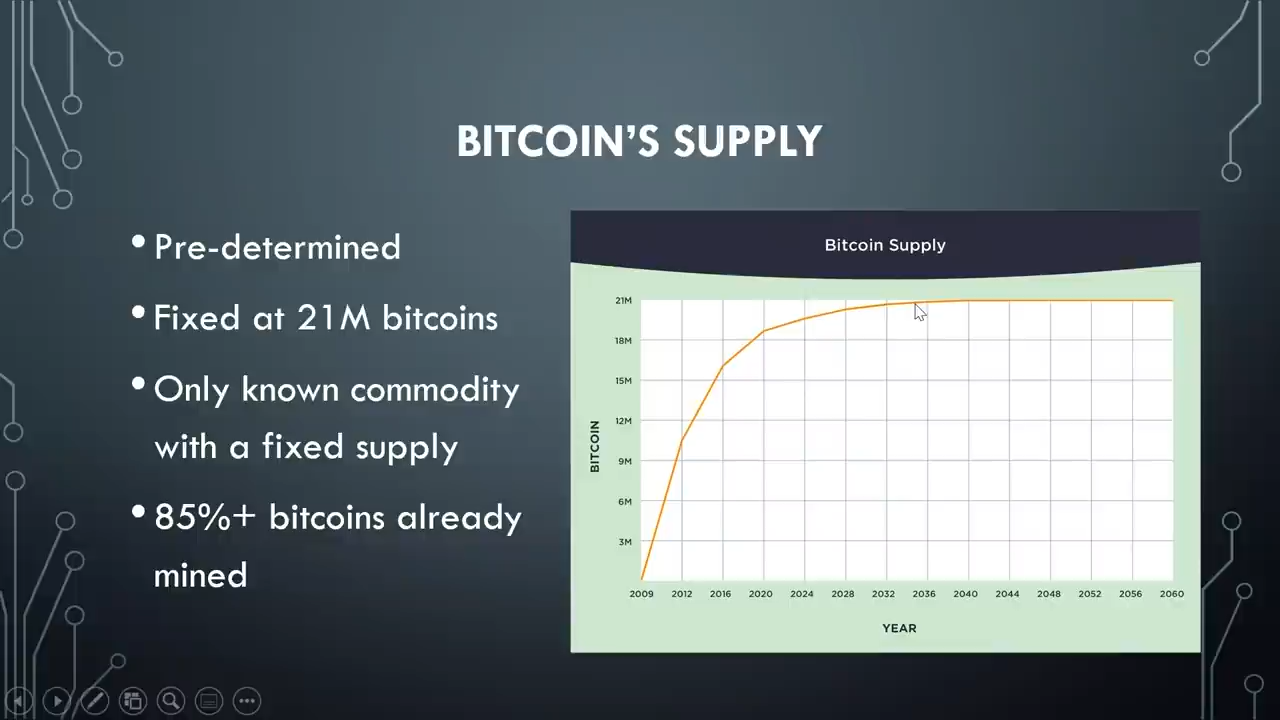 BITCOIN’S SUPPLY
• Pre-determined
• Fixed at 21M bitcoins
• Only known commodity
with a fixed supply
• 85%+ bitcoins already
mined
Bitcoin Supply
21M
18M
15M
12M
9M
6M
3M
BITCOIN
2009 2012 2016 2020 2024 2028 2032 2036 2040 2044 2048 2052 2056 2060
YEAR